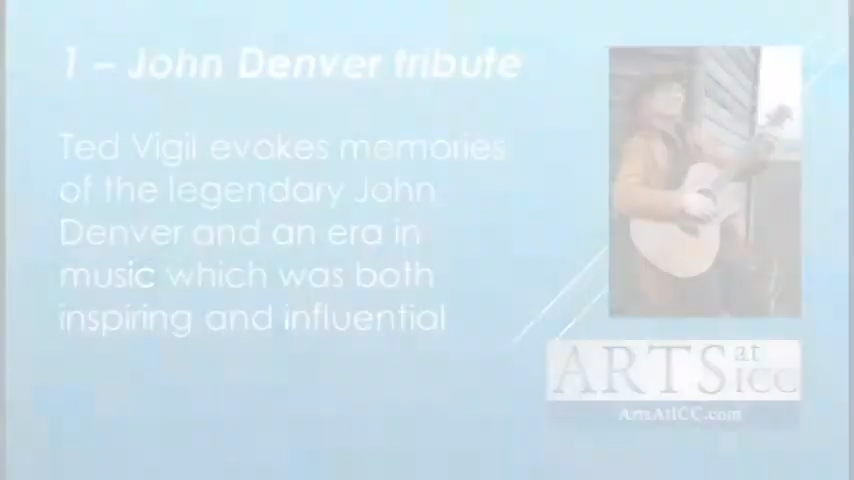 1 – John Denver tribute
Ted Vigil evokes memories
of the legendary John
Denver and an era in
music which was both
inspiring and influential
ARTS at ICC
ArtsAtICC.com